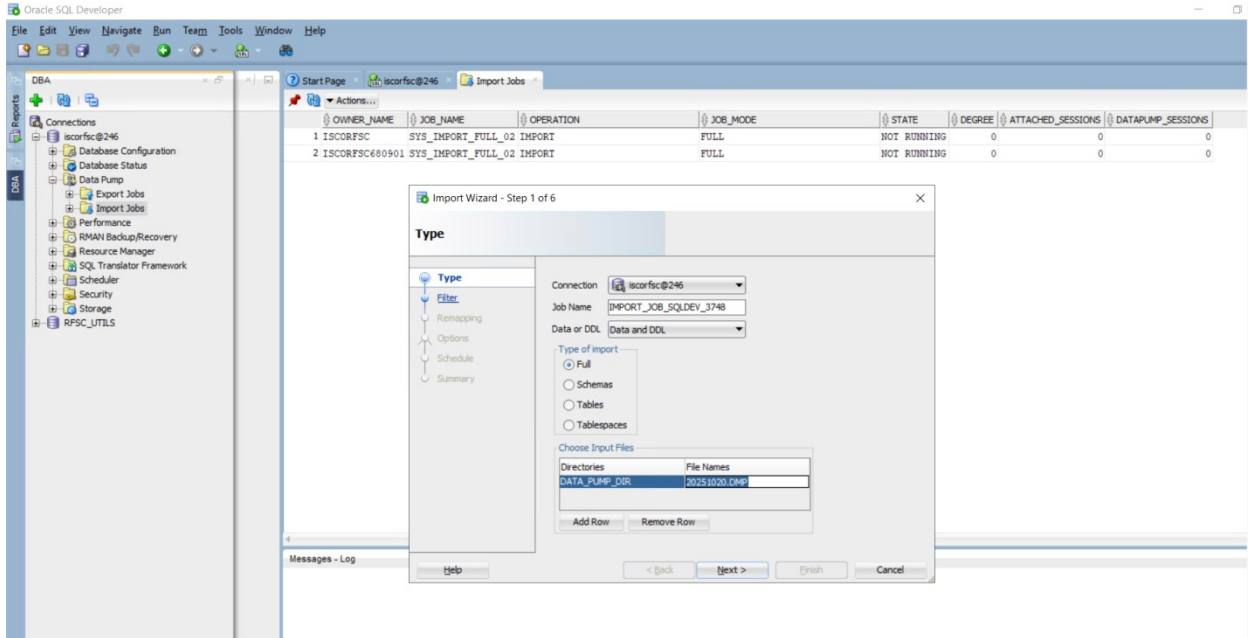 Oracle SQL Developer
File Edit View Navigate Run Team Tools Window Help
DBA
Reports
DBA
Connections
iscorfsc@246
Database Configuration
Database Status
Data Pump
Export Jobs
Import Jobs
Performance
RMAN Backup/Recovery
Resource Manager
SQL Translator Framework
Scheduler
Security
Storage
RFSC_UTILS
Start Page iscorfsc@246 Import Jobs
Actions...
OWNER_NAME JOB_NAME OPERATION JOB_MODE STATE DEGREE ATTACHED_SESSIONS DATAPUMP_SESSIONS
1 ISCORFSC SYS_IMPORT_FULL_02 IMPORT FULL NOT RUNNING 0 0 0
2 ISCORFSC680901 SYS_IMPORT_FULL_02 IMPORT FULL NOT RUNNING 0 0 0
Import Wizard - Step 1 of 6
Type
Type
Filter
Remapping
Options
Schedule
Summary
Connection iscorfsc@246
Job Name IMPORT_JOB_SQLDEV_3748
Data or DDL Data and DDL
Type of import
Full
Schemas
Tables
Tablespaces
Choose Input Files
Directories File Names
DATA_PUMP_DIR 20251020.DMP
Add Row Remove Row
Help < Back Next > Finish Cancel
Messages - Log